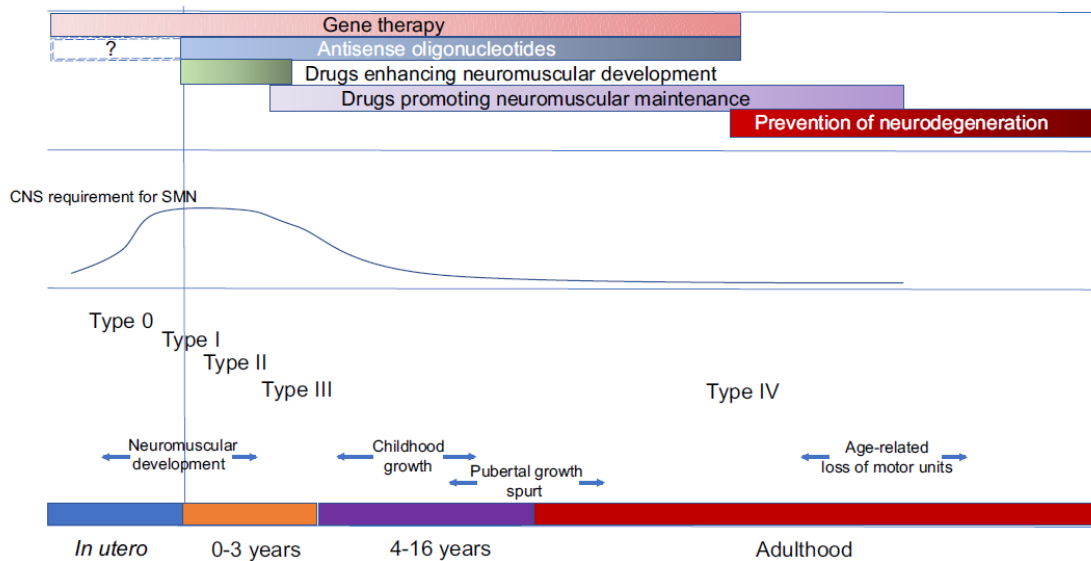 Gene therapy
?
Antisense oligonucleotides
Drugs enhancing neuromuscular development
Drugs promoting neuromuscular maintenance
Prevention of neurodegeneration
CNS requirement for SMN
Type 0
Type I
Type II
Type III
Type IV
Neuromuscular
development
Childhood
growth
Pubertal growth
spurt
Age-related
loss of motor units
In utero
0-3 years
4-16 years
Adulthood